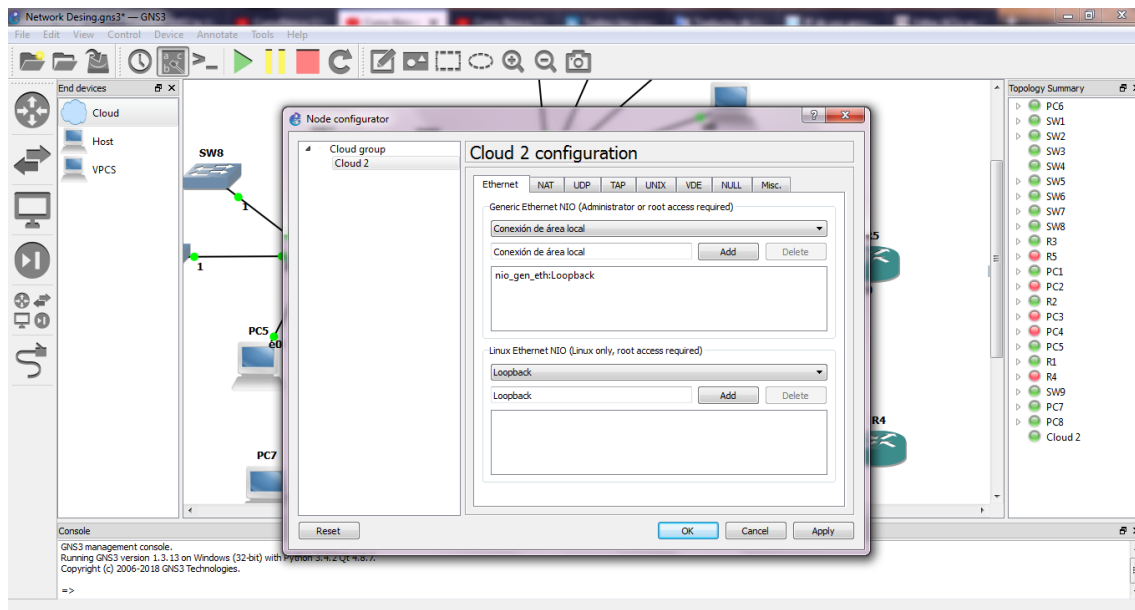 Network Desing.gns3* — GNS3
File Edit View Control Device Annotate Tools Help
End devices
Cloud
Host
VPCS
SW8
1
1
PC5
e0
PC7
R4
Node configurator
Cloud group
Cloud 2
Cloud 2 configuration
Ethernet NAT UDP TAP UNIX VDE NULL Misc.
Generic Ethernet NIO (Administrator or root access required)
Conexión de área local
Conexión de área local Add Delete
nio_gen_eth:Loopback
Linux Ethernet NIO (Linux only, root access required)
Loopback
Loopback Add Delete
Reset OK Cancel Apply
Topology Summary
PC6
SW1
SW2
SW3
SW4
SW5
SW6
SW7
SW8
R3
R5
PC1
PC2
R2
PC3
PC4
PC5
R1
R4
SW9
PC7
PC8
Cloud 2
Console
GNS3 management console.
Running GNS3 version 1.3.13 on Windows (32-bit) with Python 3.4.2 Qt 4.8.7.
Copyright (c) 2006-2018 GNS3 Technologies.
=>